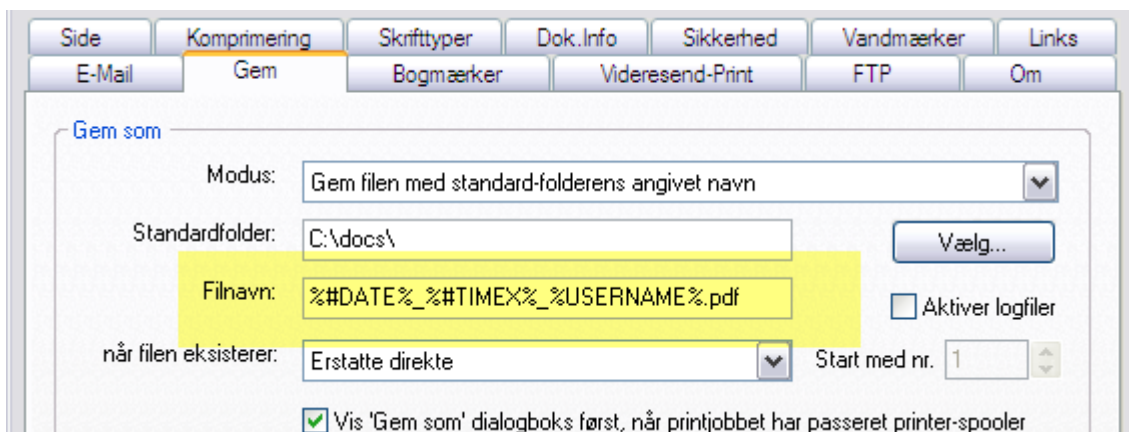 Side Komprimering Skrifttyper Dok.Info Sikkerhed Vandmærker Links
E-Mail Gem Bogmærker Videresend-Print FTP Om
Gem som
Modus: Gem filen med standard-folderens angivet navn
Standardfolder: C:\docs\ Vælg...
Filnavn: %#DATE%_%#TIMEX%_%USERNAME%.pdf Aktiver logfiler
når filen eksisterer: Erstatte direkte Start med nr. 1
Vis 'Gem som' dialogboks først, når printjobbet har passeret printer-spooler